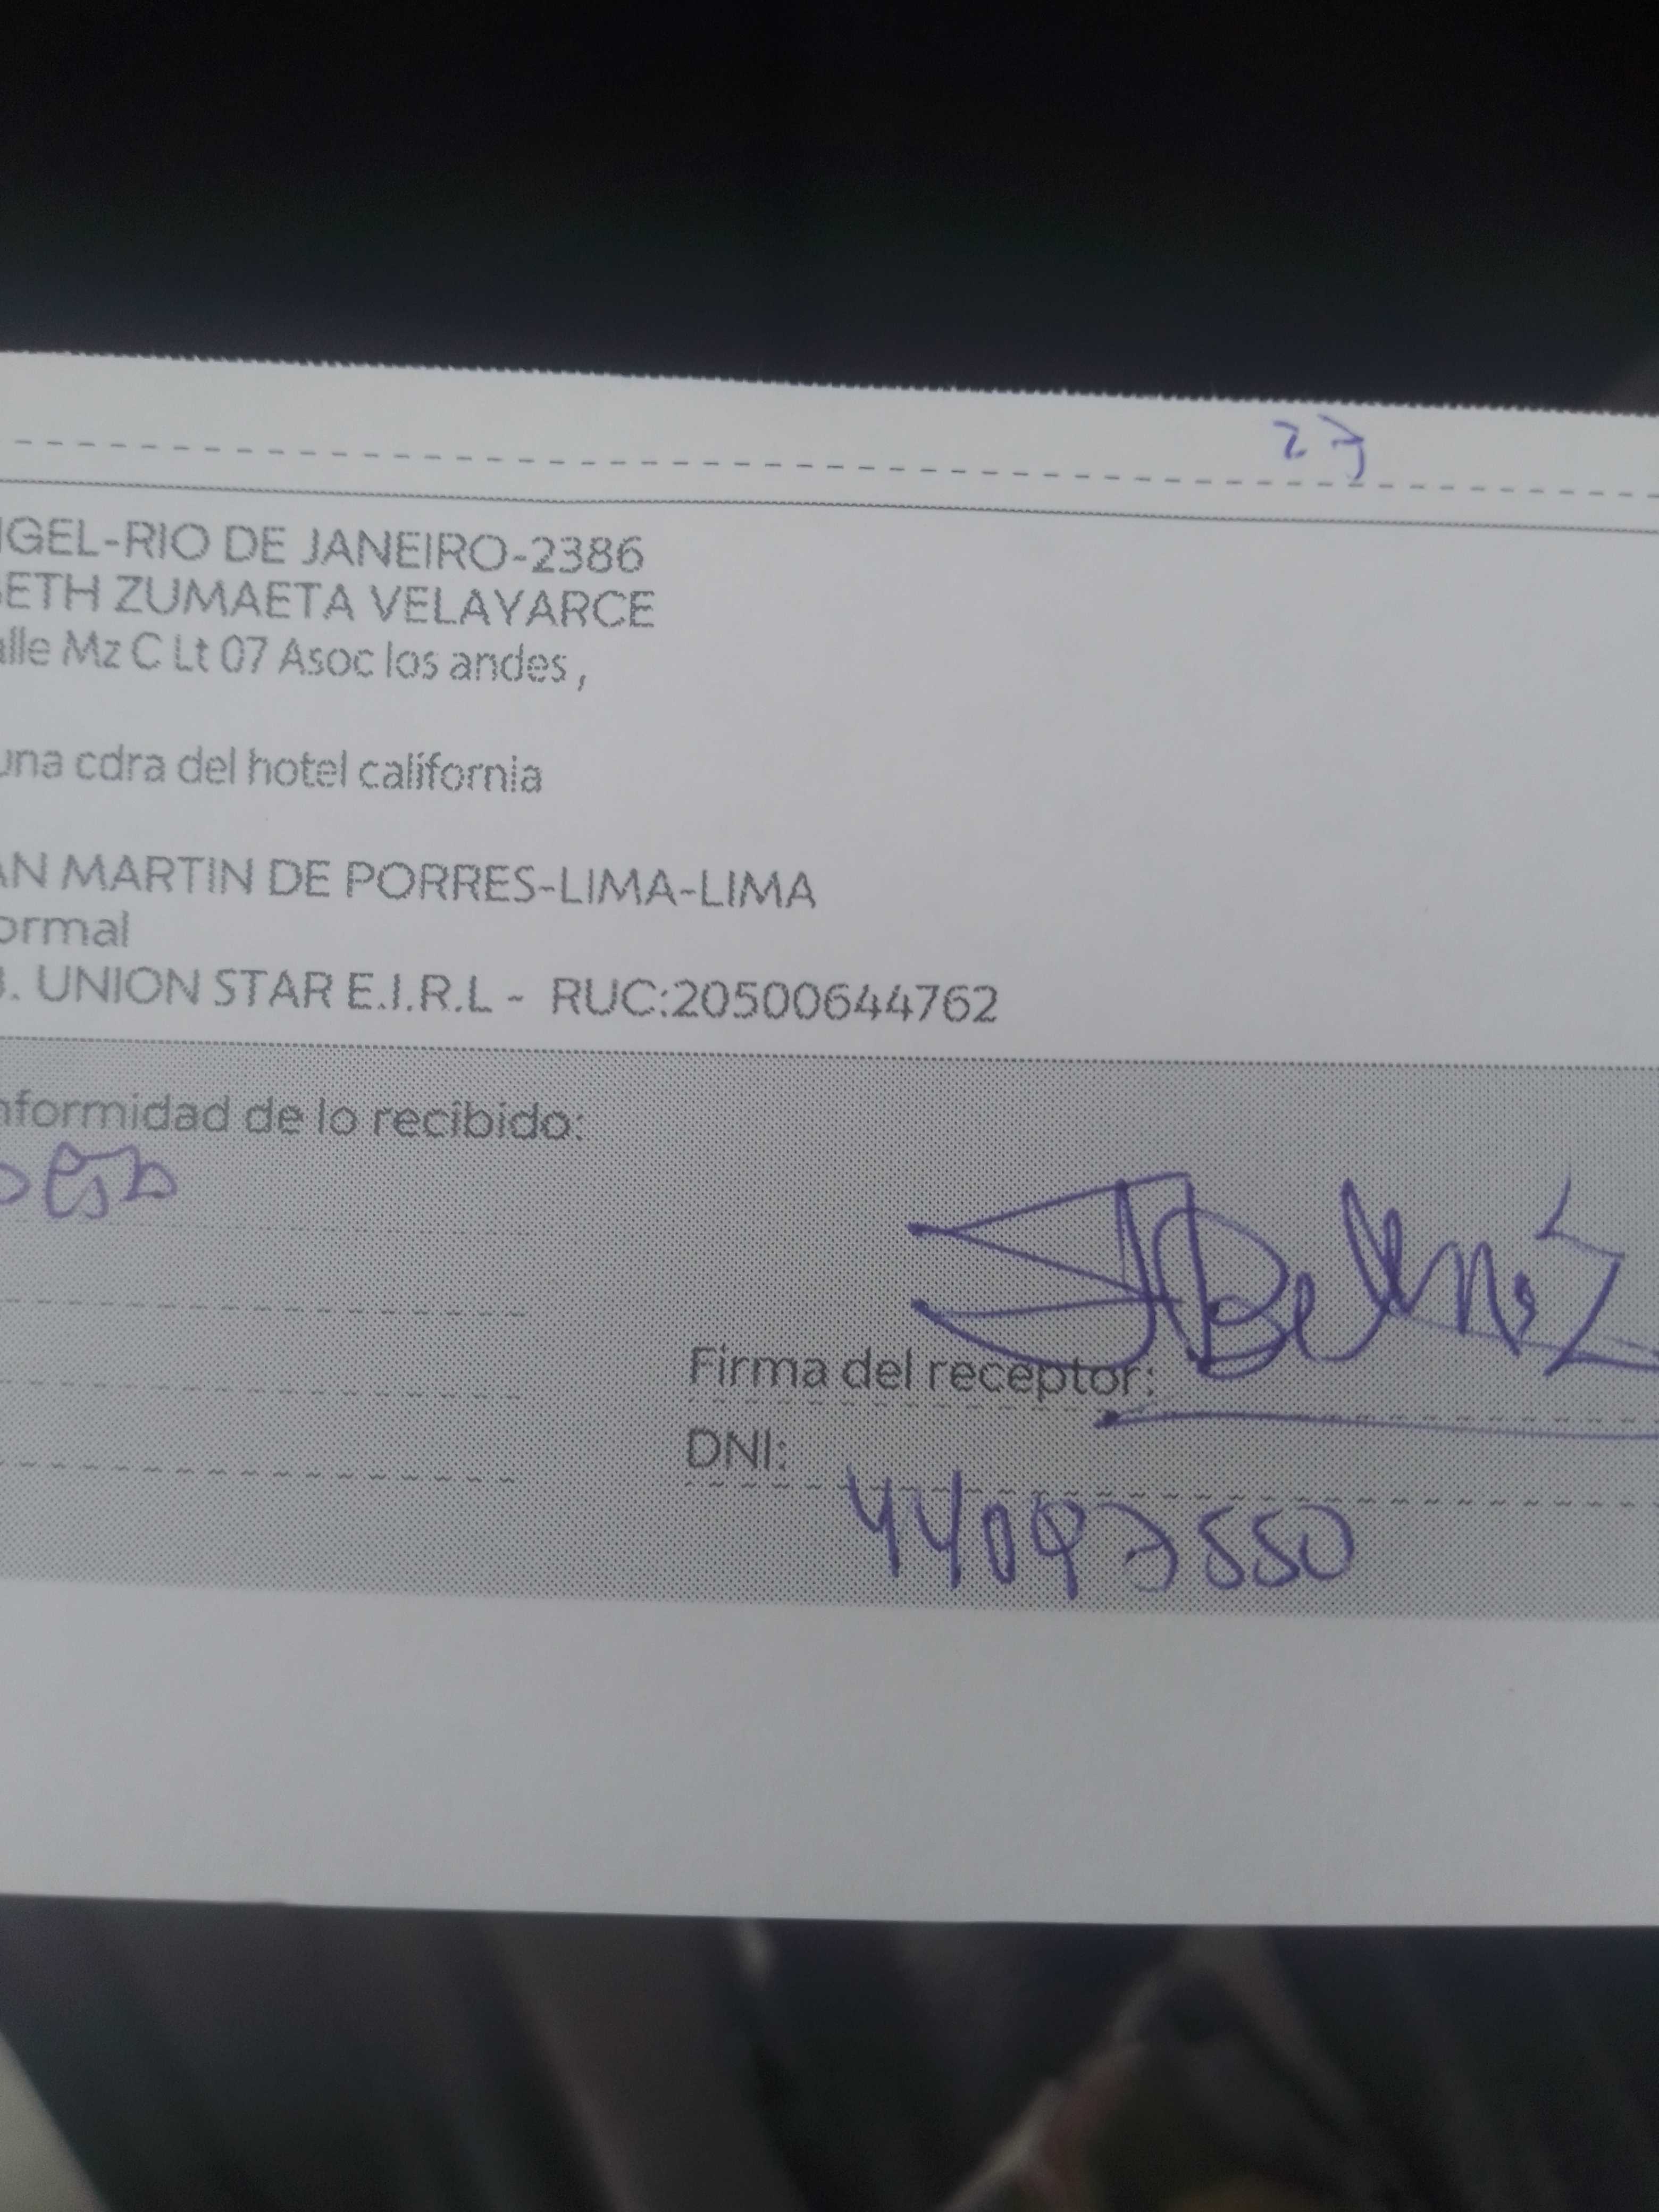 27
NGEL-RIO DE JANEIRO-2386
BETH ZUMAETA VELAYARCE
alle Mz C Lt 07 Asoc los andes ,
una cdra del hotel california
AN MARTIN DE PORRES-LIMA-LIMA
ormal
. UNION STAR E.I.R.L - RUC:20500644762
nformidad de lo recibido:
Firma del receptor:
DNI:
44097550